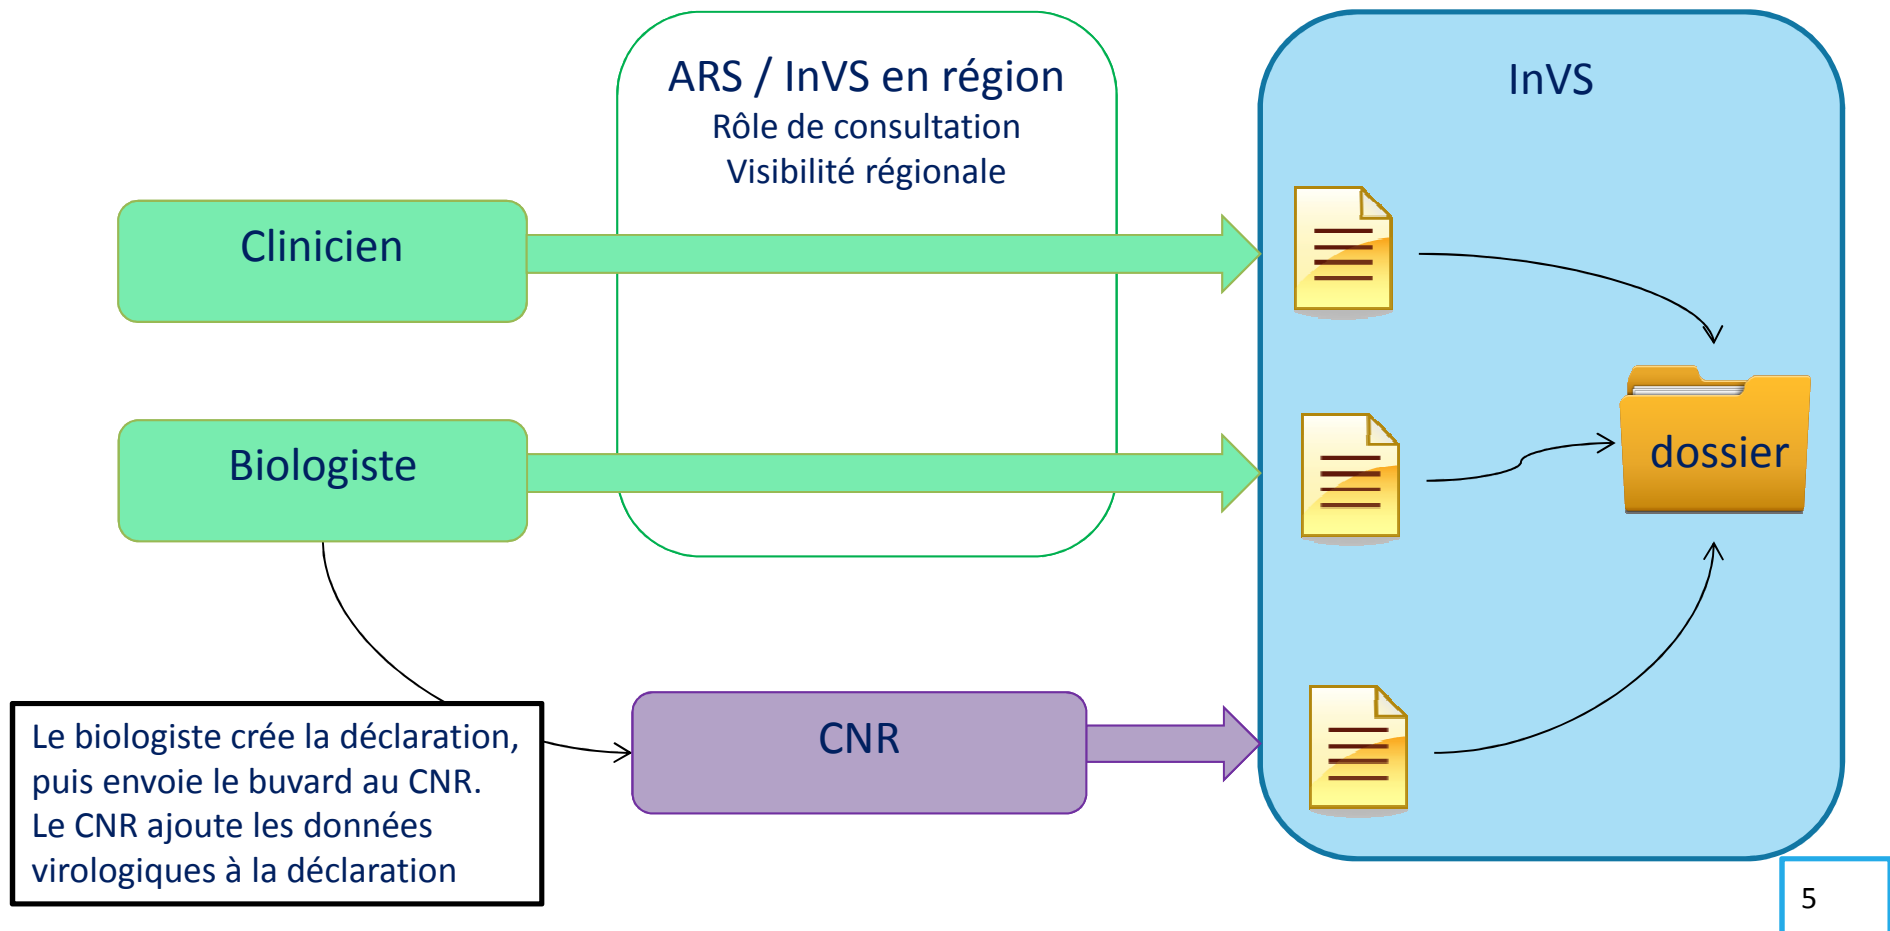 ARS / InVS en région
Rôle de consultation
Visibilité régionale
InVS
Clinicien
Biologiste
dossier
CNR
Le biologiste crée la déclaration,
puis envoie le buvard au CNR.
Le CNR ajoute les données
virologiques à la déclaration
5